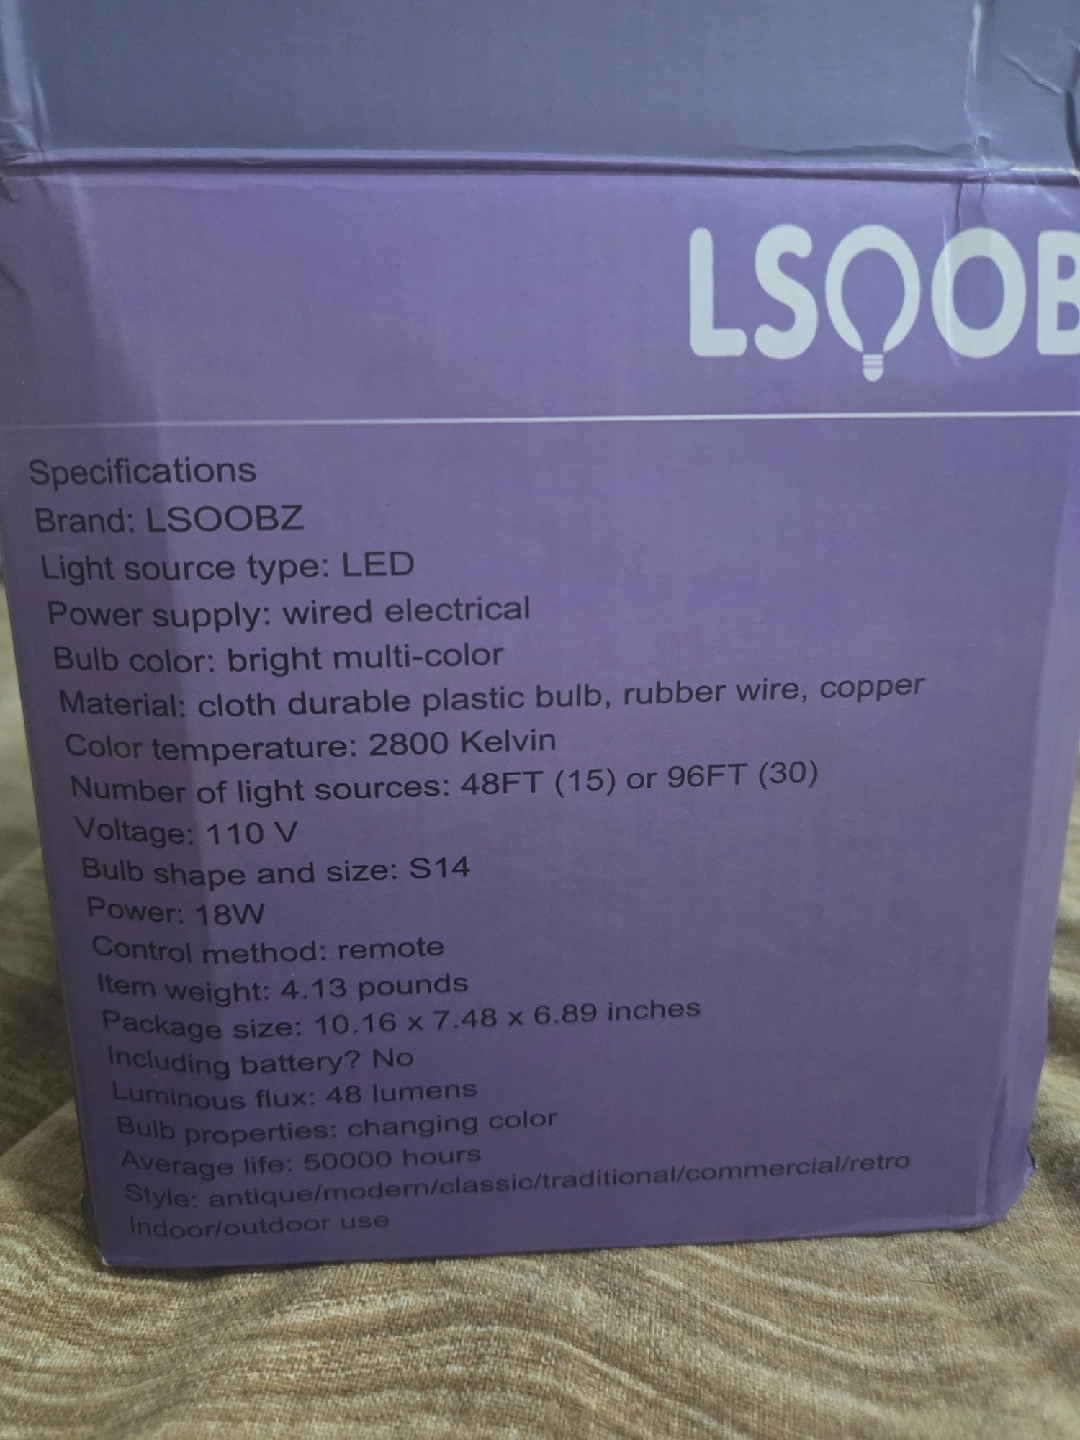 LSOOB
Specifications
Brand: LSOOBZ
Light source type: LED
Power supply: wired electrical
Bulb color: bright multi-color
Material: cloth durable plastic bulb, rubber wire, copper
Color temperature: 2800 Kelvin
Number of light sources: 48FT (15) or 96FT (30)
Voltage: 110 V
Bulb shape and size: S14
Power: 18W
Control method: remote
Item weight: 4.13 pounds
Package size: 10.16 x 7.48 x 6.89 inches
Including battery? No
Luminous flux: 48 lumens
Bulb properties: changing color
Average life: 50000 hours
Style: antique/modern/classic/traditional/commercial/retro
Indoor/outdoor use